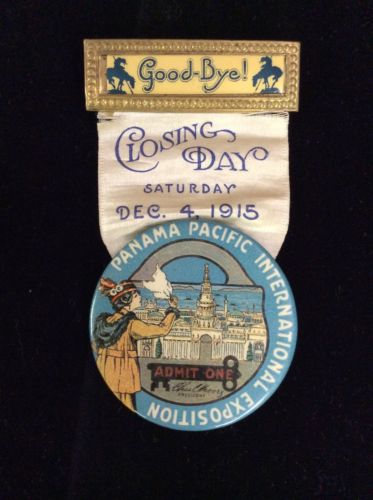 Good-Bye!
CLOSING
DAY
SATURDAY
DEC. 4, 1915
PANAMA PACIFIC INTERNATIONAL EXPOSITION
ADMIT ONE
PRESIDENT